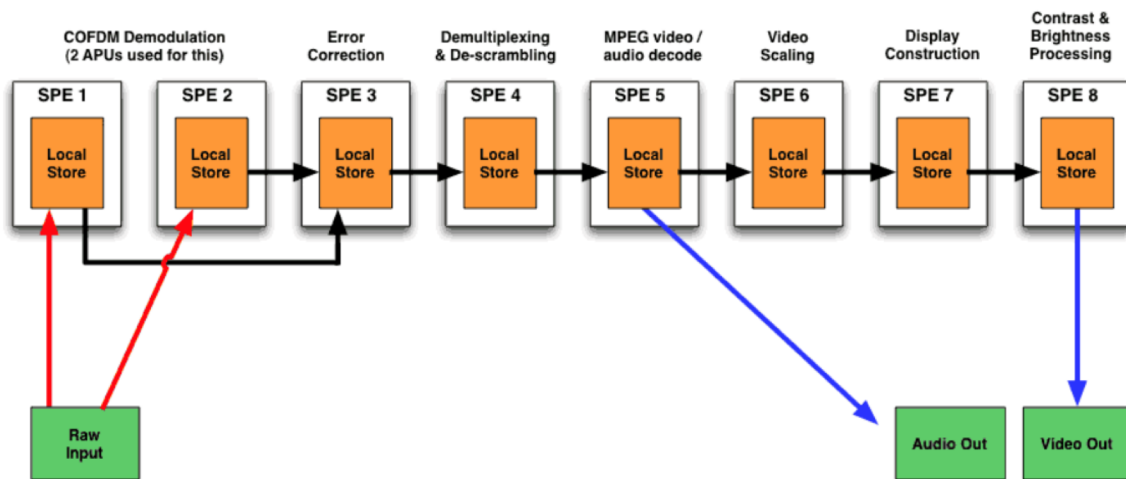 COFDM Demodulation
(2 APUs used for this)
Error
Correction
Demultiplexing
& De-scrambling
MPEG video /
audio decode
Video
Scaling
Display
Construction
Contrast &
Brightness
Processing
SPE 1
SPE 2
SPE 3
SPE 4
SPE 5
SPE 6
SPE 7
SPE 8
Local
Store
Local
Store
Local
Store
Local
Store
Local
Store
Local
Store
Local
Store
Local
Store
Raw
Input
Audio Out
Video Out